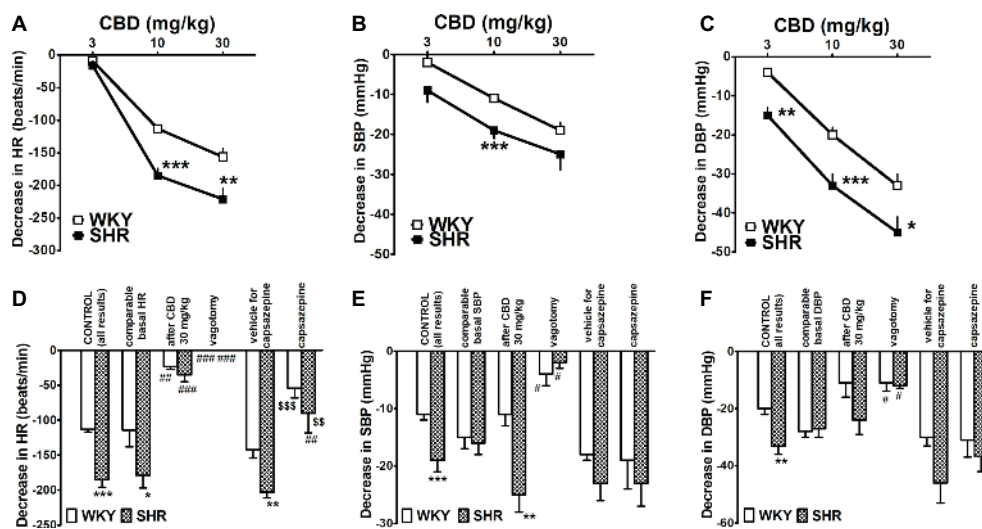 A
CBD (mg/kg)
3 10 30
Decrease in HR (beats/min)
0
-50
-100
-150
-200
-250
-300
***
**
WKY
SHR
B
CBD (mg/kg)
3 10 30
Decrease in SBP (mmHg)
0
-10
-20
-30
-40
-50
***
WKY
SHR
C
CBD (mg/kg)
3 10 30
Decrease in DBP (mmHg)
0
-10
-20
-30
-40
-50
**
***
*
WKY
SHR
D
CONTROL
(all results)
comparable
basal HR
after CBD
30 mg/kg
vagotomy
vehicle for
capsazepine
capsazepine
Decrease in HR (beats/min)
0
-50
-100
-150
-200
-250
***
*
##
###
### ###
**
$$$
$$
##
WKY SHR
E
CONTROL
(all results)
comparable
basal SBP
after CBD
30 mg/kg
vagotomy
vehicle for
capsazepine
capsazepine
Decrease in SBP (mmHg)
0
-10
-20
-30
***
**
#
#
WKY SHR
F
CONTROL
all results)
comparable
basal DBP
after CBD
30 mg/kg
vagotomy
vehicle for
capsazepine
capsazepine
Decrease in DBP (mmHg)
0
-20
-40
-60
**
#
#
WKY SHR